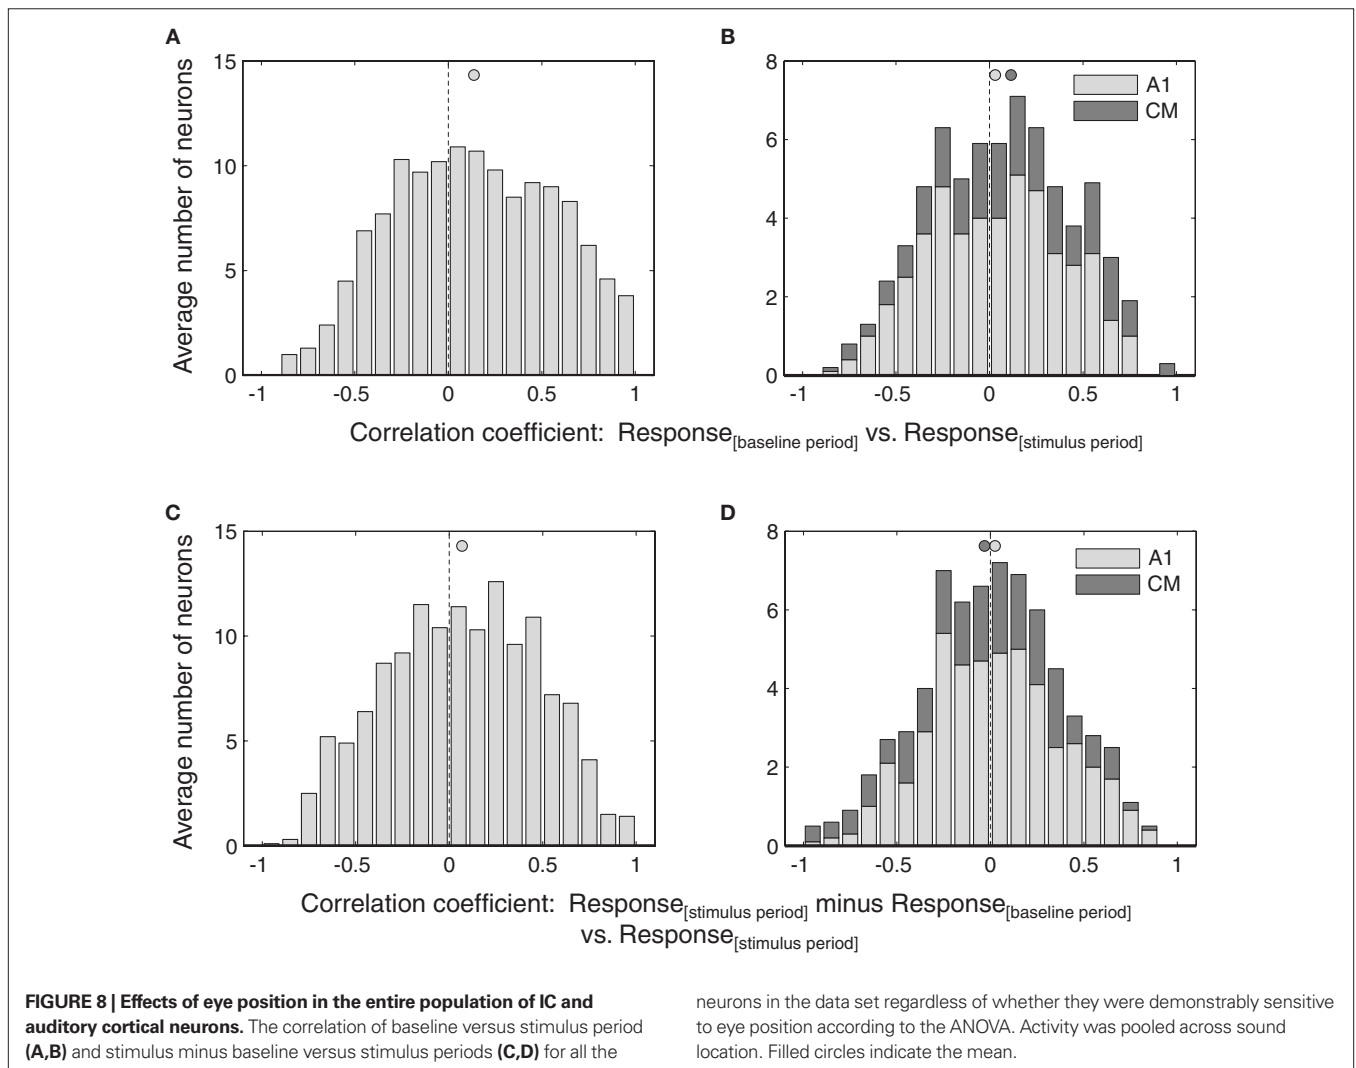 A
B
15
10
5
0
Average number of neurons
-1 -0.5 0 0.5 1
8
6
4
2
0
A1
CM
-1 -0.5 0 0.5 1
Correlation coefficient: Response[baseline period] vs. Response[stimulus period]
C
D
15
10
5
0
Average number of neurons
-1 -0.5 0 0.5 1
8
6
4
2
0
A1
CM
-1 -0.5 0 0.5 1
Correlation coefficient: Response[stimulus period] minus Response[baseline period]
vs. Response[stimulus period]
FIGURE 8 | Effects of eye position in the entire population of IC and
auditory cortical neurons. The correlation of baseline versus stimulus period
(A,B) and stimulus minus baseline versus stimulus periods (C,D) for all the
neurons in the data set regardless of whether they were demonstrably sensitive
to eye position according to the ANOVA. Activity was pooled across sound
location. Filled circles indicate the mean.